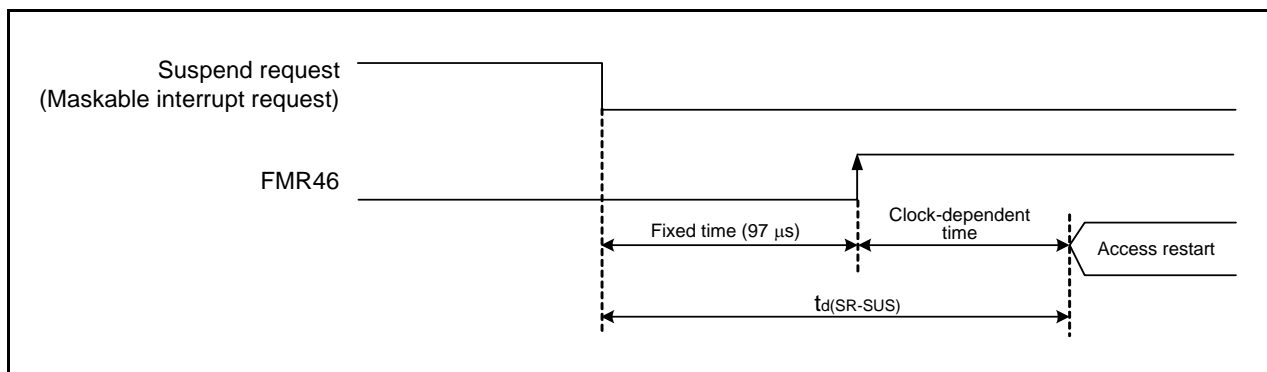 Suspend request
(Maskable interrupt request)
FMR46
Fixed time (97 μs)
Clock-dependent
time
Access restart
td(SR-SUS)